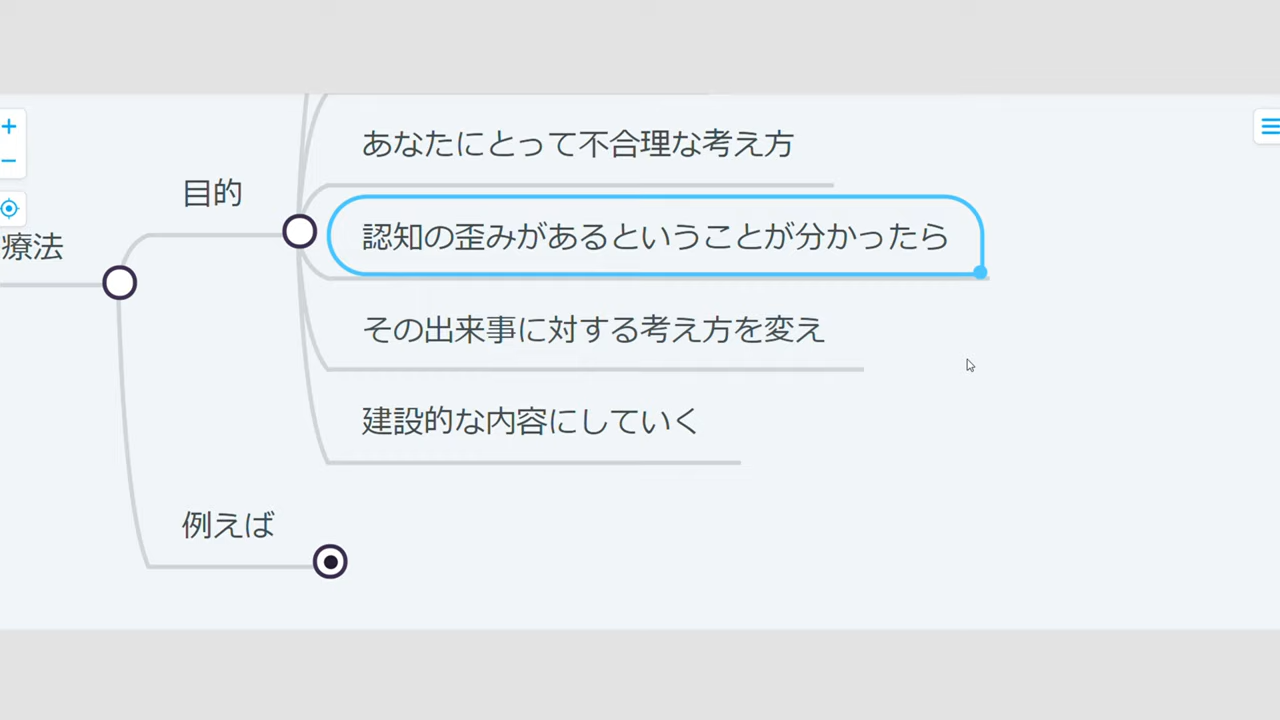 あなたにとって不合理な考え方
目的
認知の歪みがあるということが分かったら
療法
その出来事に対する考え方を変え
建設的な内容にしていく
例えば